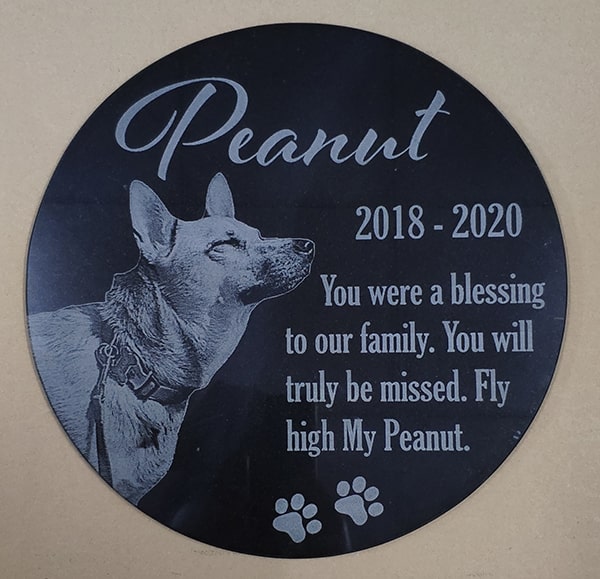 Peanut
2018 - 2020
You were a blessing
to our family. You will
truly be missed. Fly
high My Peanut.